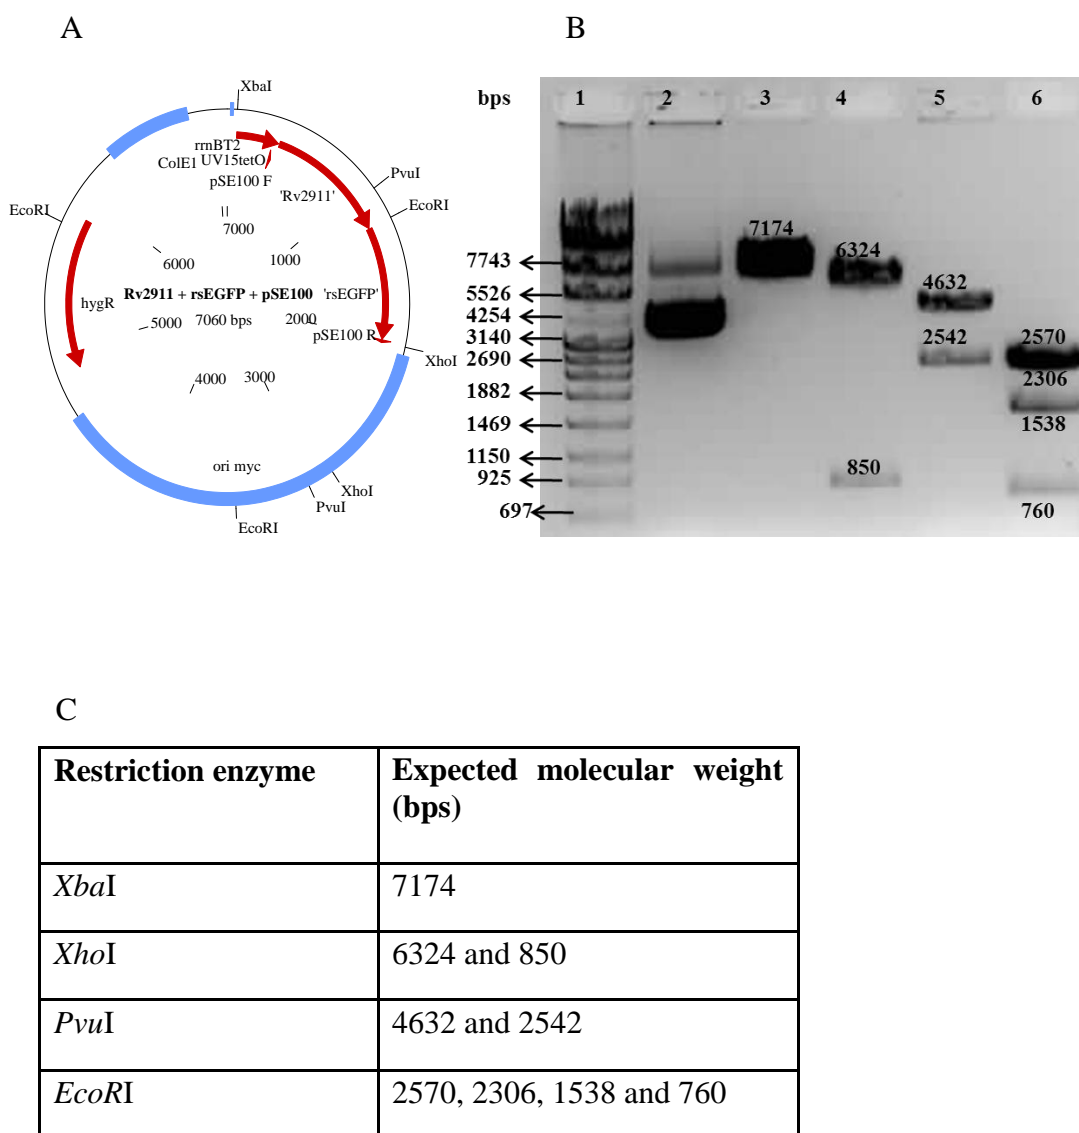 A
XbaI
rrnBT2
ColE1 UV15tetO
pSE100 F
'Rv2911'
PvuI
EcoRI
EcoRI
7000
6000
1000
hygR
Rv2911 + rsEGFP + pSE100
'rsEGFP'
5000
7060 bps
2000
pSE100 R
XhoI
4000
3000
ori myc
XhoI
PvuI
EcoRI
B
bps
1 2 3 4 5 6
7743
5526
4254
3140
2690
1882
1469
1150
925
697
7174
6324
850
4632
2542
2570
2306
1538
760
C
Restriction enzyme
Expected molecular weight
(bps)
XbaI
7174
XhoI
6324 and 850
PvuI
4632 and 2542
EcoRI
2570, 2306, 1538 and 760